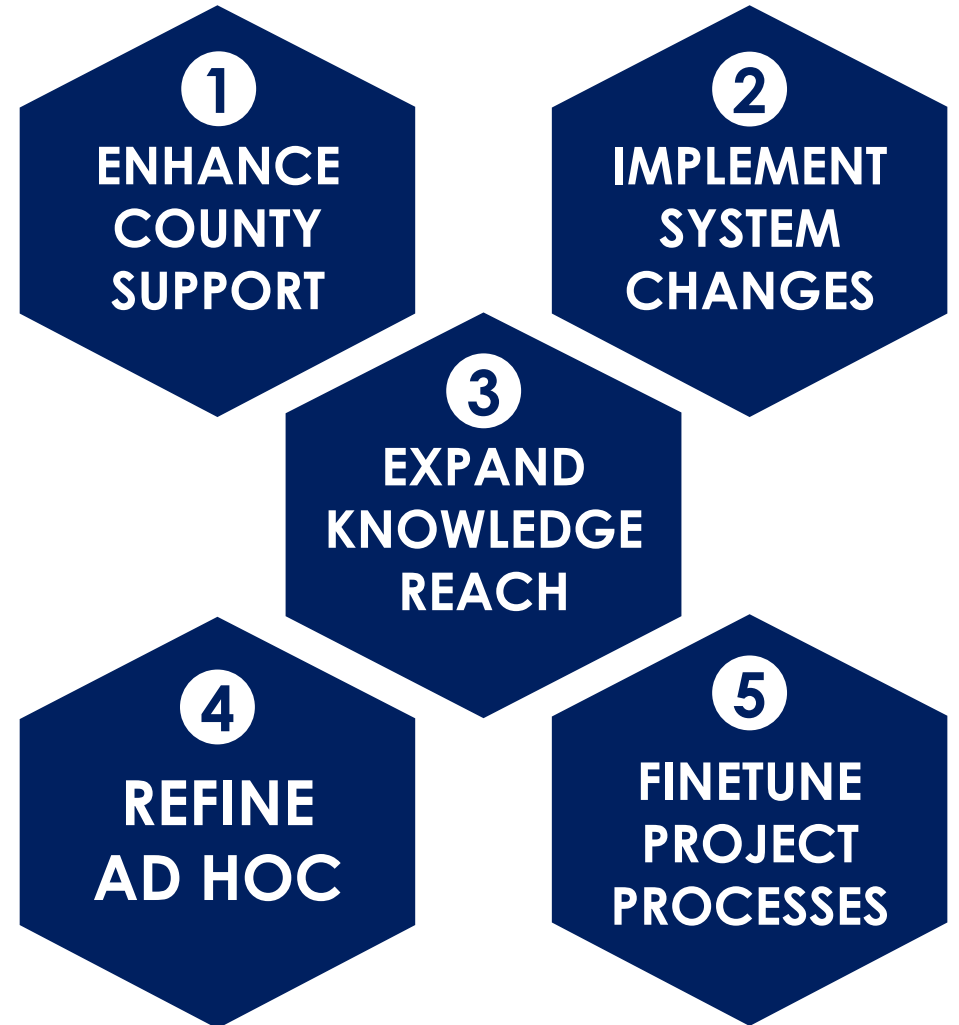 1
ENHANCE
COUNTY
SUPPORT
2
IMPLEMENT
SYSTEM
CHANGES
3
EXPAND
KNOWLEDGE
REACH
4
REFINE
AD HOC
5
FINETUNE
PROJECT
PROCESSES